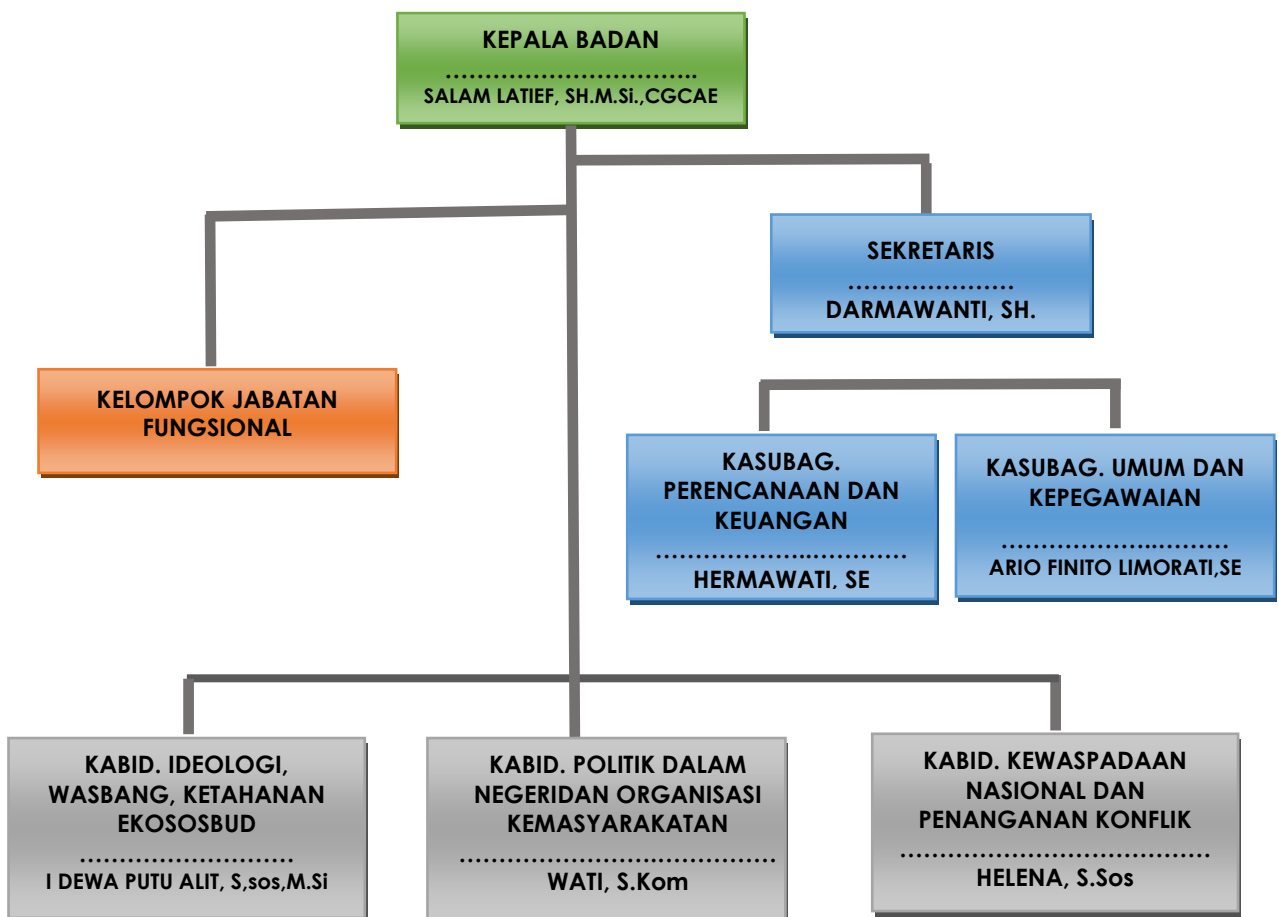 KEPALA BADAN
……………………………..
SALAM LATIEF, SH.M.Si.,CGCAE
SEKRETARIS
…………………
DARMAWANTI, SH.
KELOMPOK JABATAN
FUNGSIONAL
KASUBAG.
PERENCANAAN DAN
KEUANGAN
………………...…………
HERMAWATI, SE
KASUBAG. UMUM DAN
KEPEGAWAIAN
………………..………
ARIO FINITO LIMORATI,SE
KABID. IDEOLOGI,
WASBANG, KETAHANAN
EKOSOSBUD
………………………
I DEWA PUTU ALIT, S,sos,M.Si
KABID. POLITIK DALAM
NEGERIDAN ORGANISASI
KEMASYARAKATAN
…………………………………
WATI, S.Kom
KABID. KEWASPADAAN
NASIONAL DAN
PENANGANAN KONFLIK
…………………………………
HELENA, S.Sos